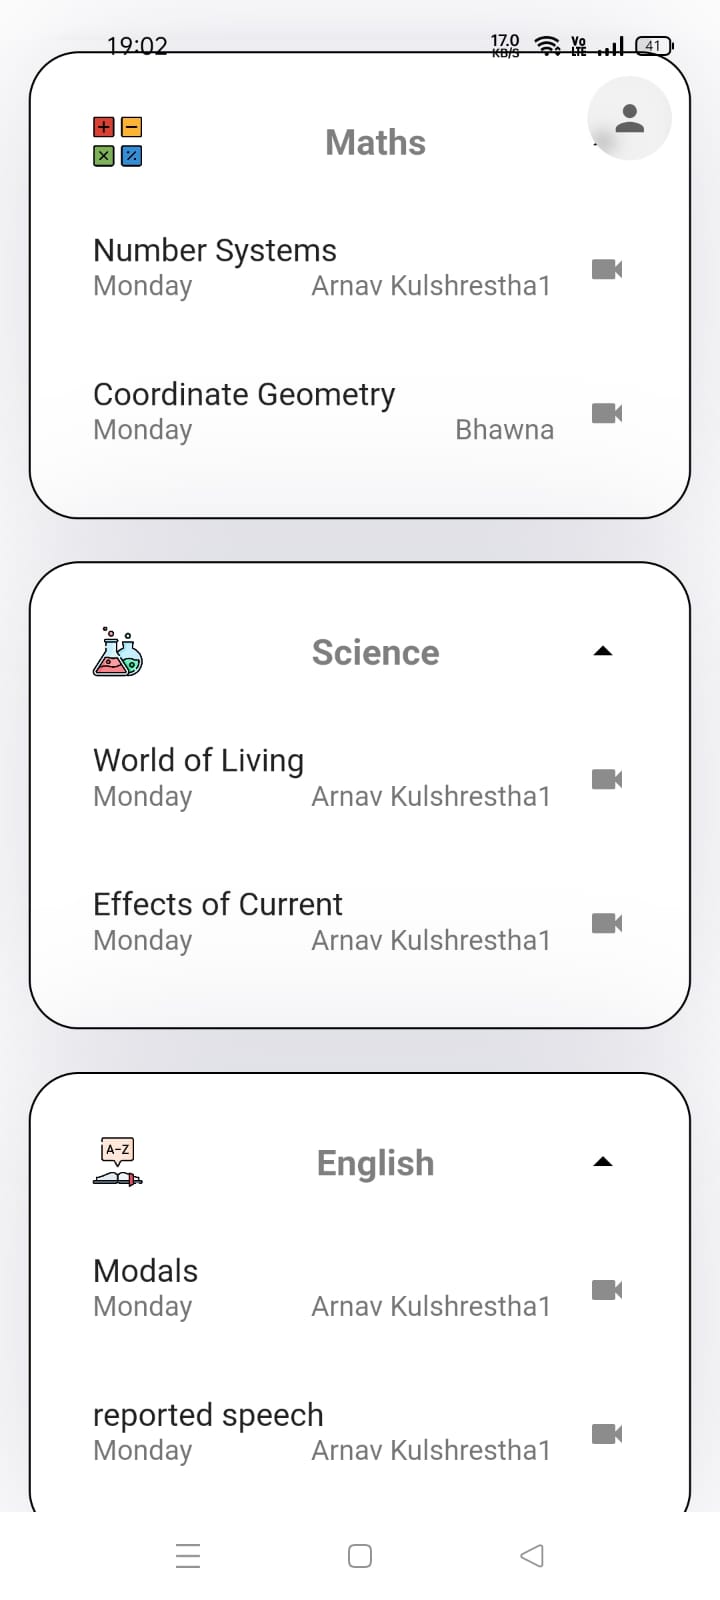 19:02 17.0 KB/S Vo LTE 41
Maths
Number Systems
Monday Arnav Kulshrestha1
Coordinate Geometry
Monday Bhawna
Science
World of Living
Monday Arnav Kulshrestha1
Effects of Current
Monday Arnav Kulshrestha1
A-Z
English
Modals
Monday Arnav Kulshrestha1
reported speech
Monday Arnav Kulshrestha1